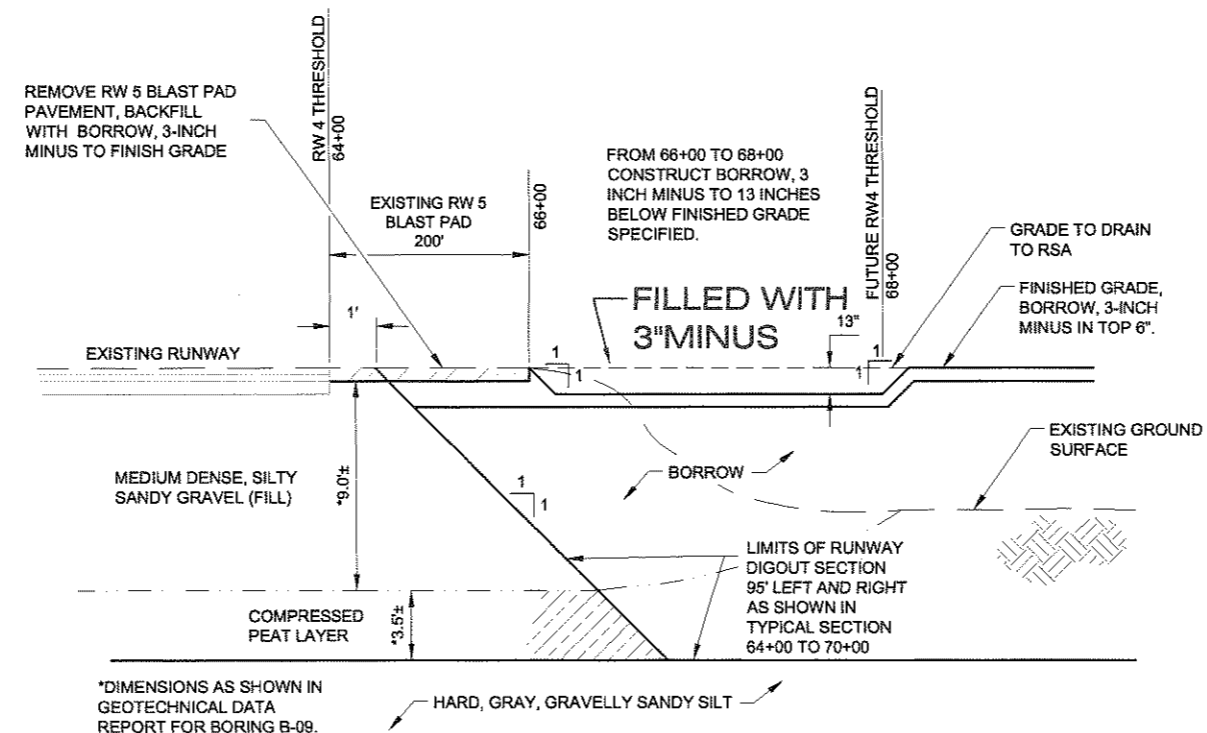 REMOVE RW 5 BLAST PAD
PAVEMENT, BACKFILL
WITH BORROW, 3-INCH
MINUS TO FINISH GRADE
RW 4 THRESHOLD
64+00
EXISTING RW 5
BLAST PAD
200'
66+00
FROM 66+00 TO 68+00
CONSTRUCT BORROW, 3
INCH MINUS TO 13 INCHES
BELOW FINISHED GRADE
SPECIFIED.
FUTURE RW4 THRESHOLD
68+00
GRADE TO DRAIN
TO RSA
FINISHED GRADE,
BORROW, 3-INCH
MINUS IN TOP 6".
FILLED WITH
3"MINUS
13"
1'
EXISTING RUNWAY
1
1
1
1
MEDIUM DENSE, SILTY
SANDY GRAVEL (FILL)
*9.0'±
1
1
BORROW
EXISTING GROUND
SURFACE
LIMITS OF RUNWAY
DIGOUT SECTION
95' LEFT AND RIGHT
AS SHOWN IN
TYPICAL SECTION
64+00 TO 70+00
COMPRESSED
PEAT LAYER
*3.5'±
*DIMENSIONS AS SHOWN IN
GEOTECHNICAL DATA
REPORT FOR BORING B-09.
HARD, GRAY, GRAVELLY SANDY SILT